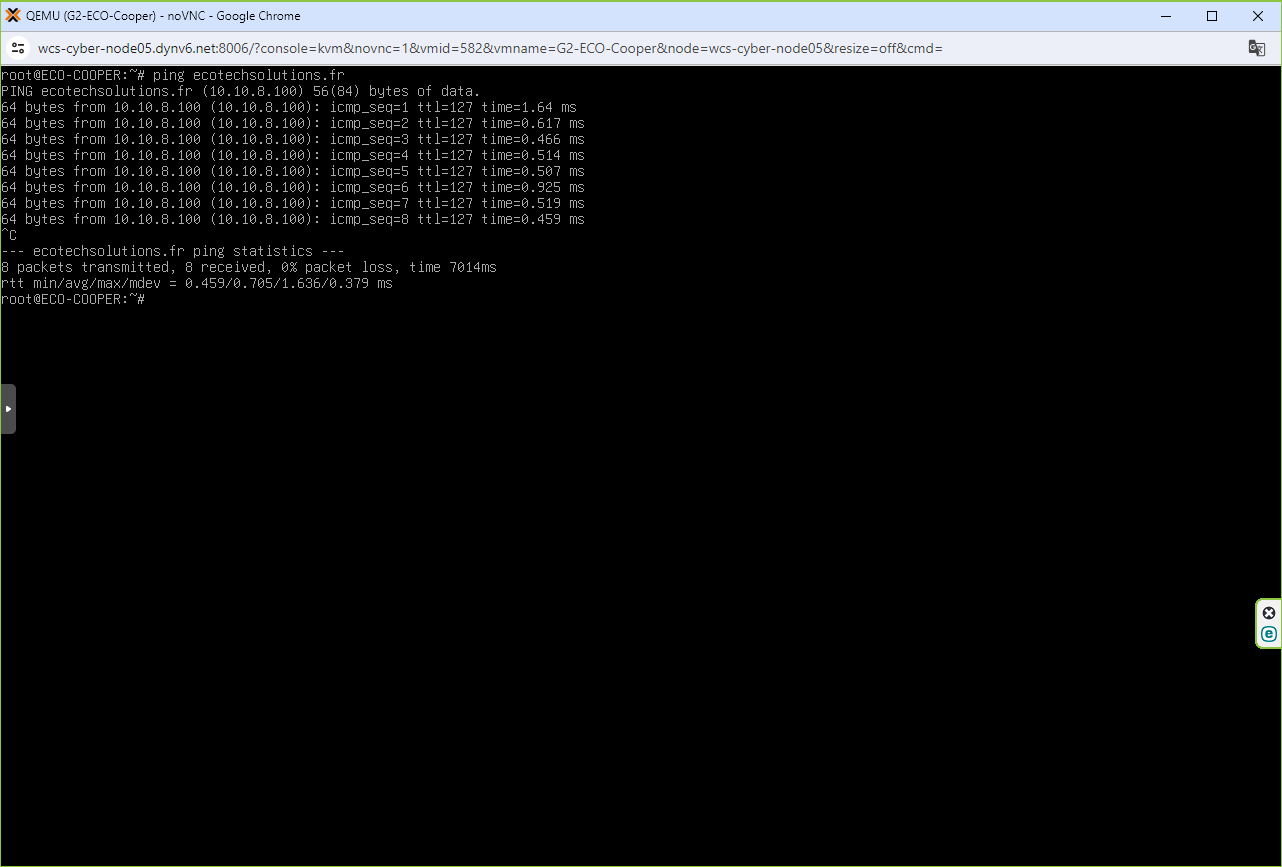 QEMU (G2-ECO-Cooper) - noVNC - Google Chrome
wcs-cyber-node05.dynv6.net:8006/?console=kvm&novnc=1&vmid=582&vmname=G2-ECO-Cooper&node=wcs-cyber-node05&resize=off&cmd=
root@ECO-COOPER:~# ping ecotechsolutions.fr
PING ecotechsolutions.fr (10.10.8.100) 56(84) bytes of data.
64 bytes from 10.10.8.100 (10.10.8.100): icmp_seq=1 ttl=127 time=1.64 ms
64 bytes from 10.10.8.100 (10.10.8.100): icmp_seq=2 ttl=127 time=0.617 ms
64 bytes from 10.10.8.100 (10.10.8.100): icmp_seq=3 ttl=127 time=0.466 ms
64 bytes from 10.10.8.100 (10.10.8.100): icmp_seq=4 ttl=127 time=0.514 ms
64 bytes from 10.10.8.100 (10.10.8.100): icmp_seq=5 ttl=127 time=0.507 ms
64 bytes from 10.10.8.100 (10.10.8.100): icmp_seq=6 ttl=127 time=0.925 ms
64 bytes from 10.10.8.100 (10.10.8.100): icmp_seq=7 ttl=127 time=0.519 ms
64 bytes from 10.10.8.100 (10.10.8.100): icmp_seq=8 ttl=127 time=0.459 ms
^C
--- ecotechsolutions.fr ping statistics ---
8 packets transmitted, 8 received, 0% packet loss, time 7014ms
rtt min/avg/max/mdev = 0.459/0.705/1.636/0.379 ms
root@ECO-COOPER:~#